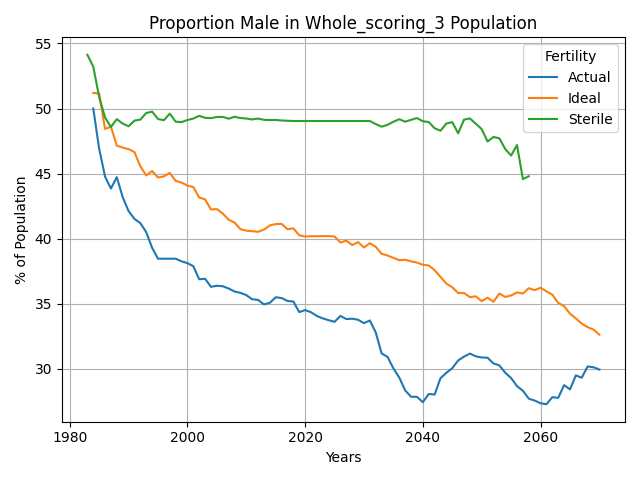 Proportion Male in Whole_scoring_3 Population
% of Population
55
50
45
40
35
30
Fertility
Actual
Ideal
Sterile
1980
2000
2020
2040
2060
Years